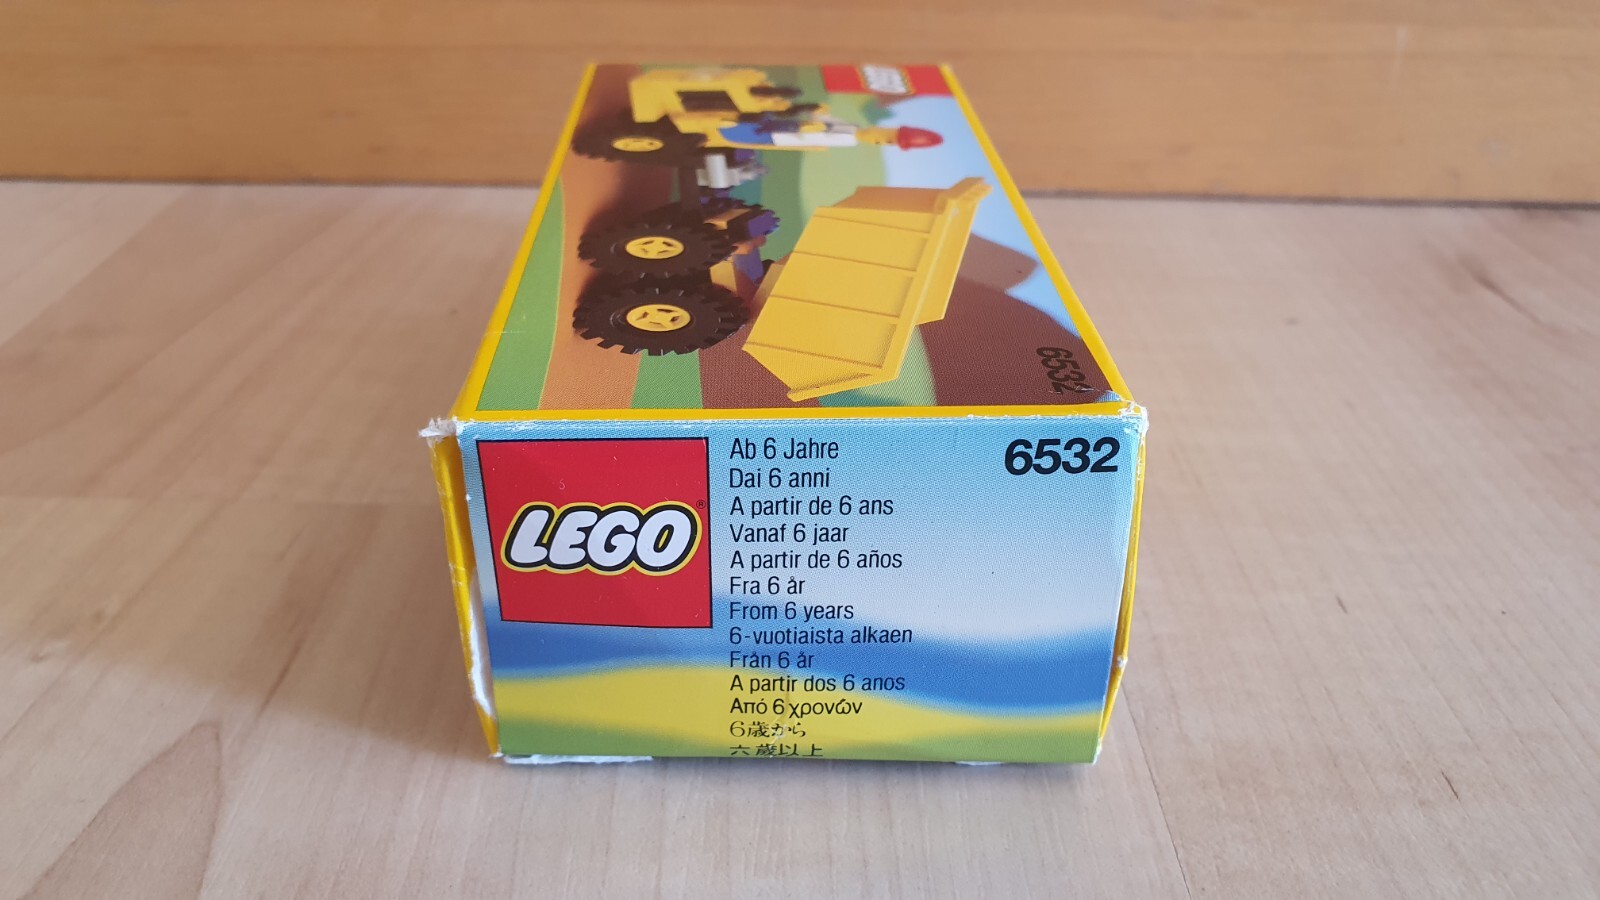 LEGO
6532
LEGO®
Ab 6 Jahre
Dai 6 anni
A partir de 6 ans
Vanaf 6 jaar
A partir de 6 años
Fra 6 år
From 6 years
6-vuotiaista alkaen
Från 6 år
A partir dos 6 anos
Από 6 χρονών
6歳から
六歲以上
6532